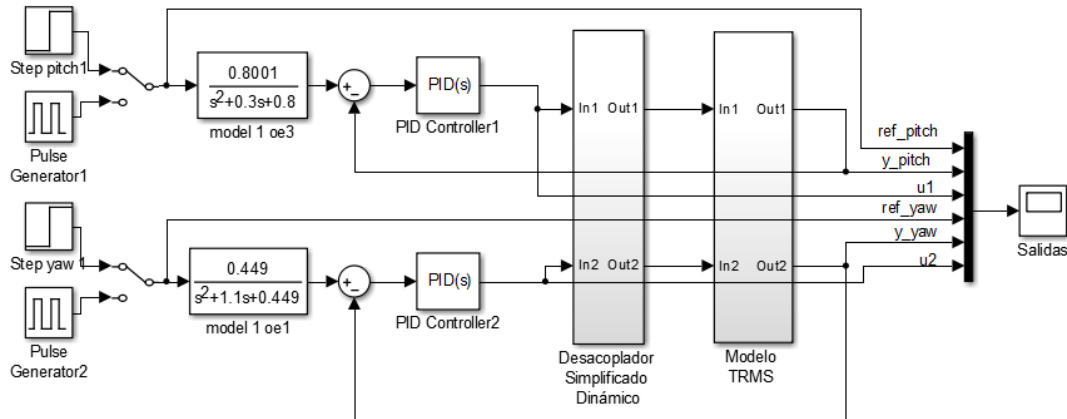 Step pitch1
Pulse
Generator1
0.8001
s²+0.3s+0.8
model 1 oe3
+
−
PID(s)
PID Controller1
In1 Out1
In2 Out2
Desacoplador
Simplificado
Dinámico
In1 Out1
In2 Out2
Modelo
TRMS
ref_pitch
y_pitch
u1
ref_yaw
y_yaw
u2
Salidas
Step yaw 1
Pulse
Generator2
0.449
s²+1.1s+0.449
model 1 oe1
+
−
PID(s)
PID Controller2